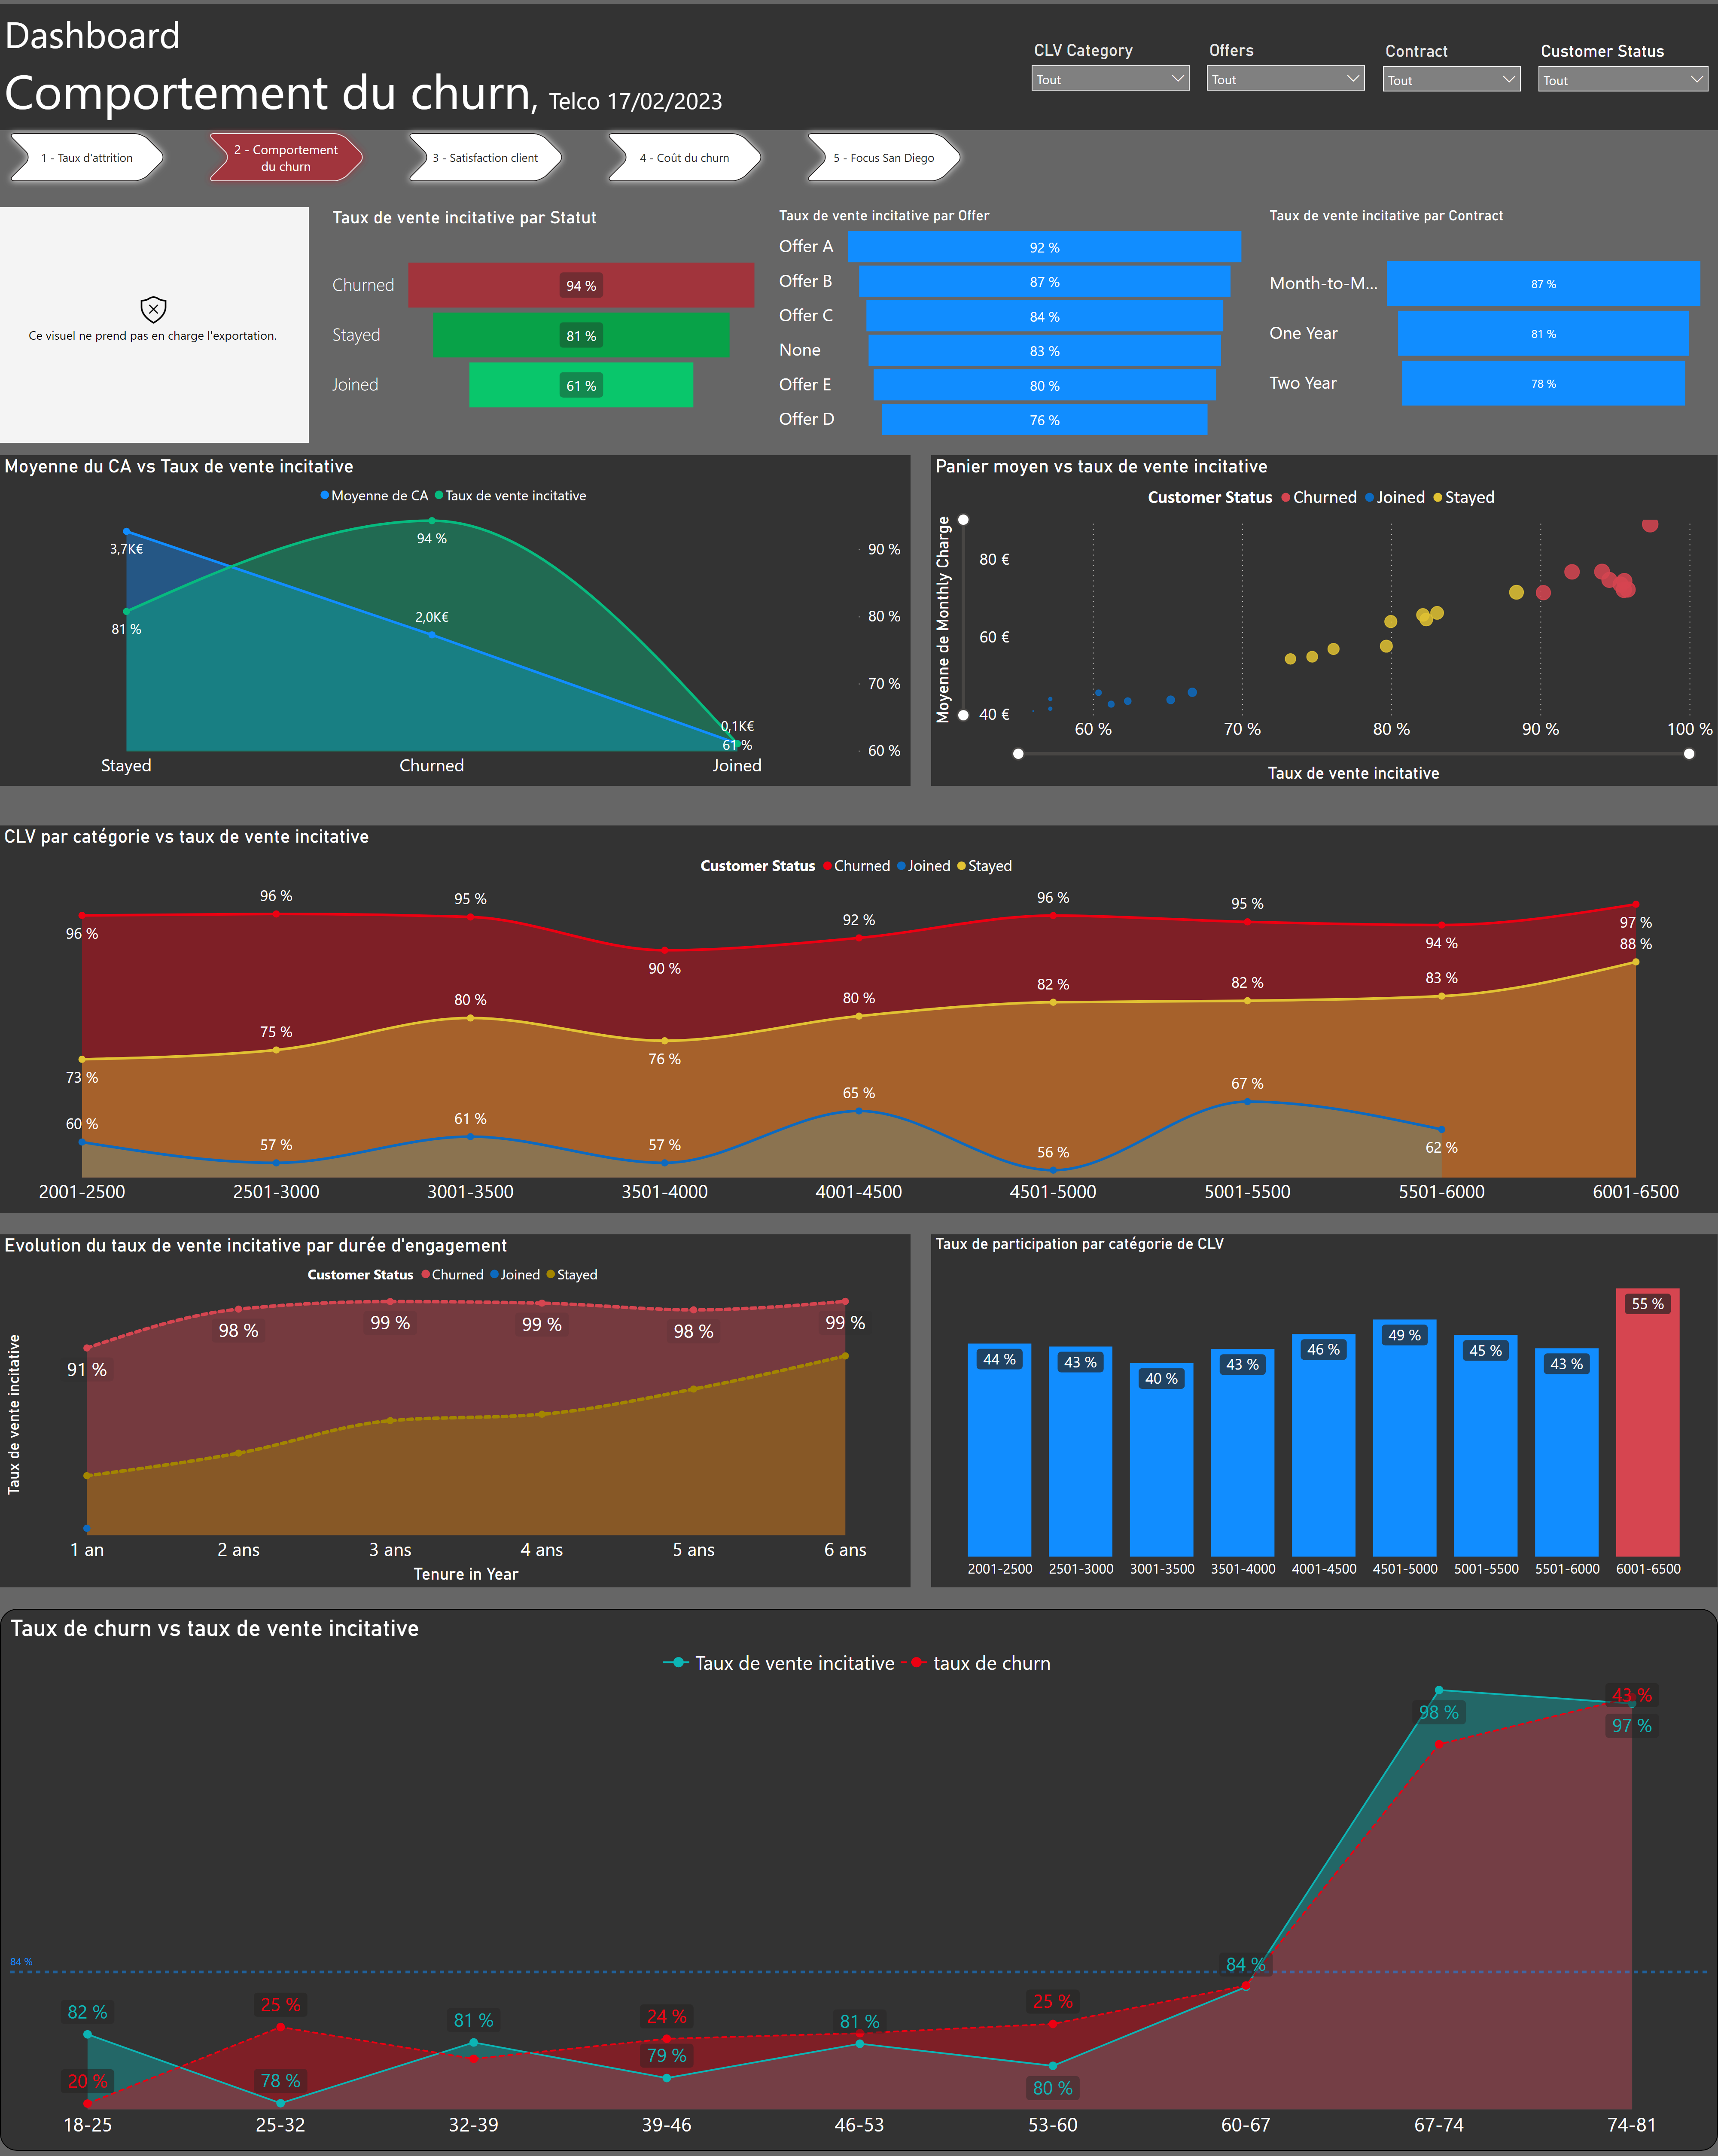 Dashboard
Comportement du churn, Telco 17/02/2023
CLV Category
Offers
Contract
Customer Status
Tout
Tout
Tout
Tout
1 - Taux d'attrition
2 - Comportement
du churn
3 - Satisfaction client
4 - Coût du churn
5 - Focus San Diego
Ce visuel ne prend pas en charge l'exportation.
Taux de vente incitative par Statut
Churned
94 %
Stayed
81 %
Joined
61 %
Taux de vente incitative par Offer
Offer A
92 %
Offer B
87 %
Offer C
84 %
None
83 %
Offer E
80 %
Offer D
76 %
Taux de vente incitative par Contract
Month-to-M...
87 %
One Year
81 %
Two Year
78 %
Moyenne du CA vs Taux de vente incitative
Moyenne de CA
Taux de vente incitative
3,7K€
94 %
90 %
2,0K€
80 %
81 %
70 %
0,1K€
61 %
60 %
Stayed
Churned
Joined
Panier moyen vs taux de vente incitative
Customer Status
Churned
Joined
Stayed
Moyenne de Monthly Charge
80 €
60 €
40 €
60 %
70 %
80 %
90 %
100 %
Taux de vente incitative
CLV par catégorie vs taux de vente incitative
Customer Status
Churned
Joined
Stayed
96 %
96 %
95 %
90 %
92 %
96 %
95 %
94 %
97 %
73 %
75 %
80 %
76 %
80 %
82 %
82 %
83 %
88 %
60 %
57 %
61 %
57 %
65 %
56 %
67 %
62 %
2001-2500
2501-3000
3001-3500
3501-4000
4001-4500
4501-5000
5001-5500
5501-6000
6001-6500
Evolution du taux de vente incitative par durée d'engagement
Customer Status
Churned
Joined
Stayed
Taux de vente incitative
91 %
98 %
99 %
99 %
98 %
99 %
1 an
2 ans
3 ans
4 ans
5 ans
6 ans
Tenure in Year
Taux de participation par catégorie de CLV
44 %
43 %
40 %
43 %
46 %
49 %
45 %
43 %
55 %
2001-2500
2501-3000
3001-3500
3501-4000
4001-4500
4501-5000
5001-5500
5501-6000
6001-6500
Taux de churn vs taux de vente incitative
Taux de vente incitative
taux de churn
84 %
82 %
20 %
25 %
78 %
81 %
24 %
79 %
81 %
25 %
80 %
84 %
98 %
43 %
97 %
18-25
25-32
32-39
39-46
46-53
53-60
60-67
67-74
74-81